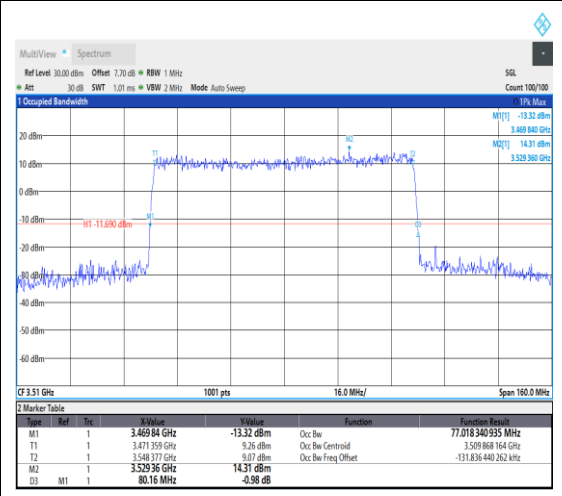 MultiView Spectrum
Ref Level 30.00 dBm Offset 7.70 dB RBW 1 MHz SGL
Att 30 dB SWT 1.01 ms VBW 2 MHz Mode Auto Sweep Count 100/100
1 Occupied Bandwidth 1Pk Max
M1[1] -13.32 dBm
3.469 840 GHz
M2[1] 14.31 dBm
3.529 360 GHz
20 dBm
M2
T1
T2
10 dBm
0 dBm
M1
-10 dBm
H1 -11.690 dBm
D3
-20 dBm
-30 dBm
-40 dBm
-50 dBm
-60 dBm
CF 3.51 GHz 1001 pts 16.0 MHz/ Span 160.0 MHz
2 Marker Table
Type Ref Trc X-Value Y-Value Function Function Result
M1 1 3.469 84 GHz -13.32 dBm Occ Bw 77.018 340 935 MHz
T1 1 3.471 359 GHz 9.26 dBm Occ Bw Centroid 3.509 868 164 GHz
T2 1 3.548 377 GHz 9.07 dBm Occ Bw Freq Offset -131.836 440 262 kHz
M2 1 3.529 36 GHz 14.31 dBm
D3 M1 1 80.16 MHz -0.98 dB